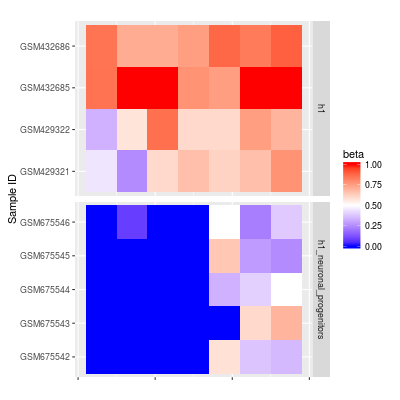 GSM432686
GSM432685
GSM429322
GSM429321
h1
GSM675546
GSM675545
GSM675544
GSM675543
GSM675542
h1_neuronal_progenitors
Sample ID
beta
1.00
0.75
0.50
0.25
0.00